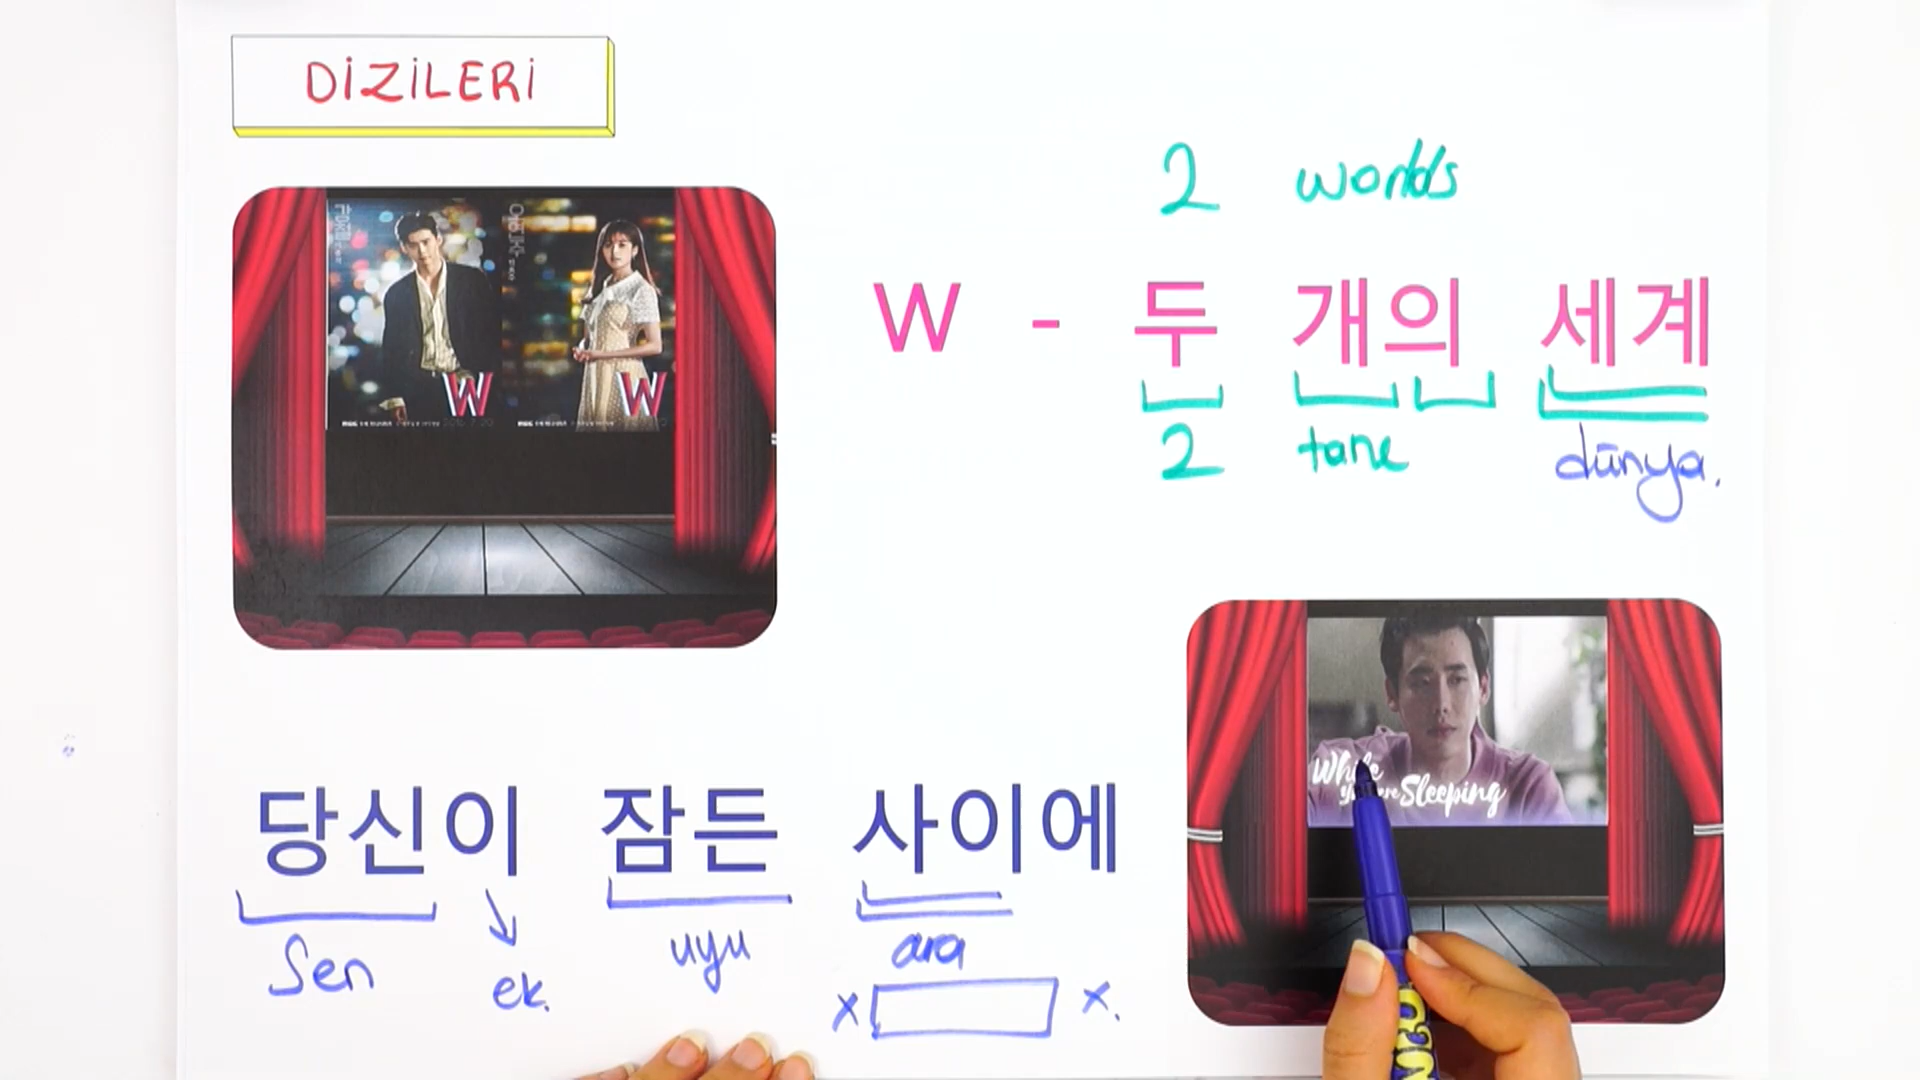 DİZİLERİ
2 worlds
W - 두 개의 세계
2 tane dünya.
W
W
While you were Sleeping
당신이 잠든 사이에
Sen ek. uyu ara
x x.